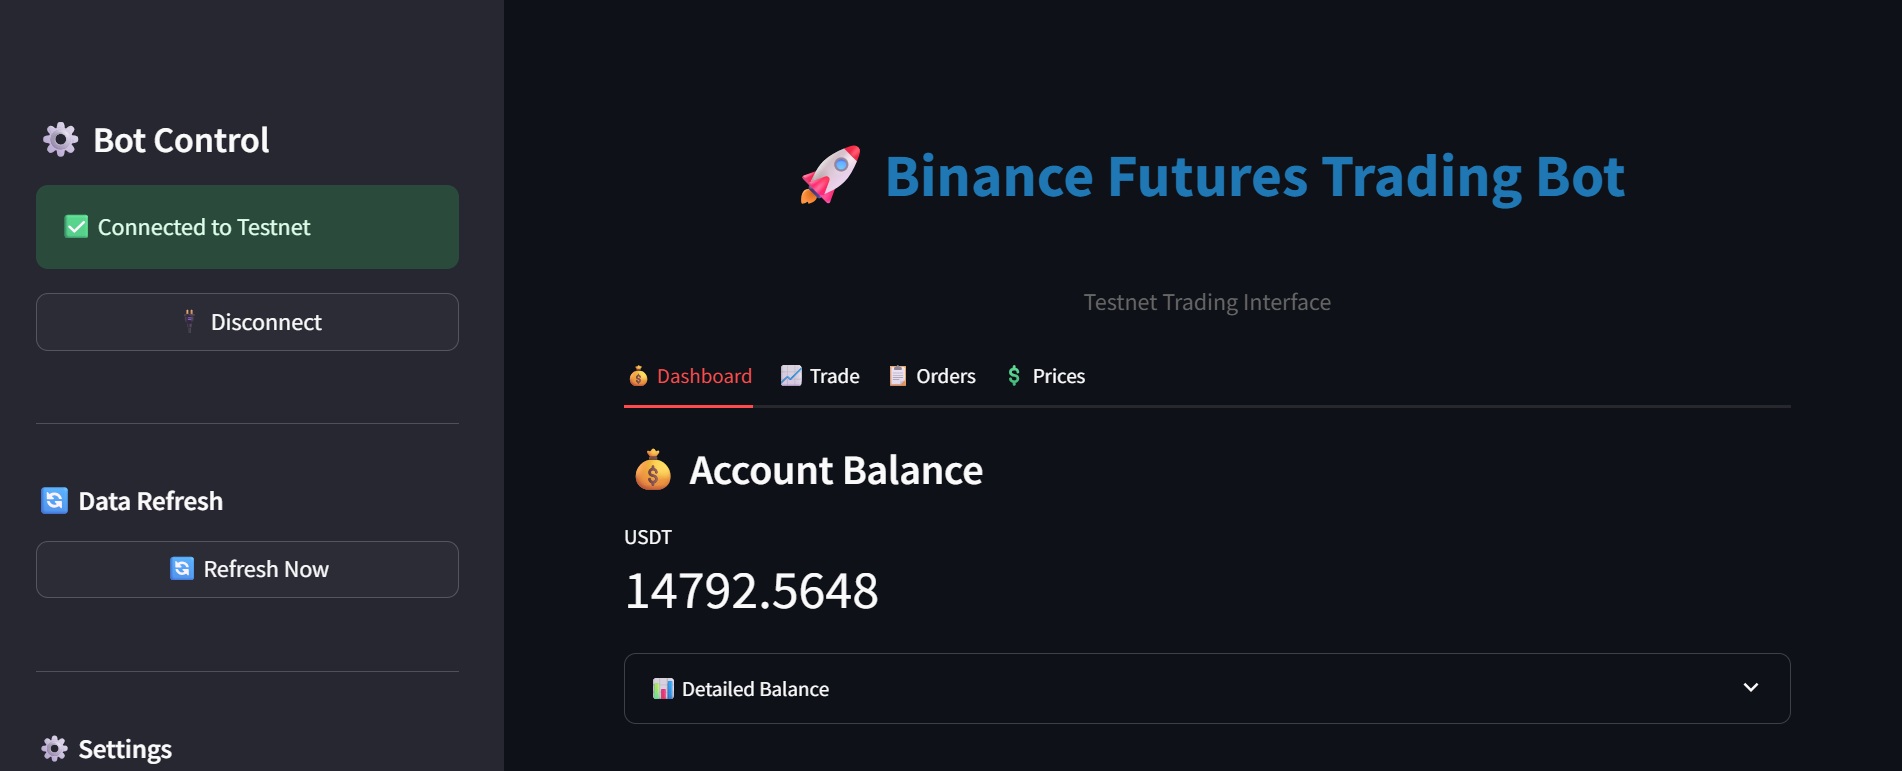 Bot Control
Connected to Testnet
Disconnect
Data Refresh
Refresh Now
Settings
Binance Futures Trading Bot
Testnet Trading Interface
Dashboard Trade Orders Prices
Account Balance
USDT
14792.5648
Detailed Balance